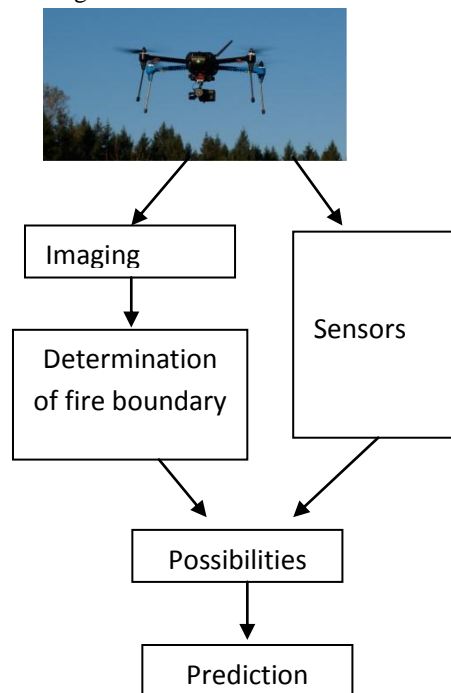 Imaging
Sensors
Determination
of fire boundary
Possibilities
Prediction